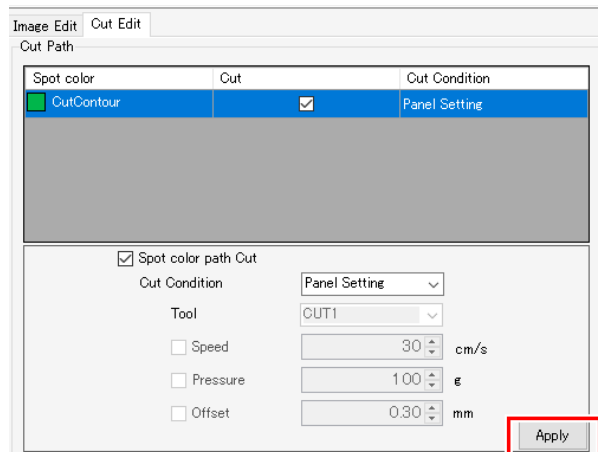 Image Edit Cut Edit
Cut Path
Spot color Cut Cut Condition
CutContour Panel Setting
Spot color path Cut
Cut Condition Panel Setting
Tool CUT1
Speed 30 cm/s
Pressure 100 g
Offset 0.30 mm
Apply